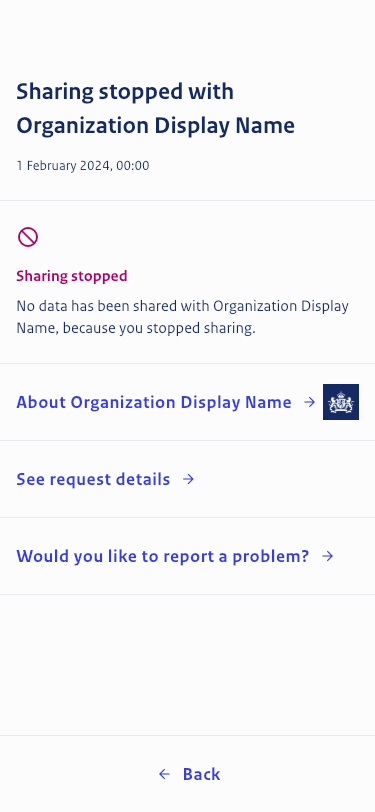 Sharing stopped with
Organization Display Name
1 February 2024, 00:00
Sharing stopped
No data has been shared with Organization Display
Name, because you stopped sharing.
About Organization Display Name
See request details
Would you like to report a problem?
Back